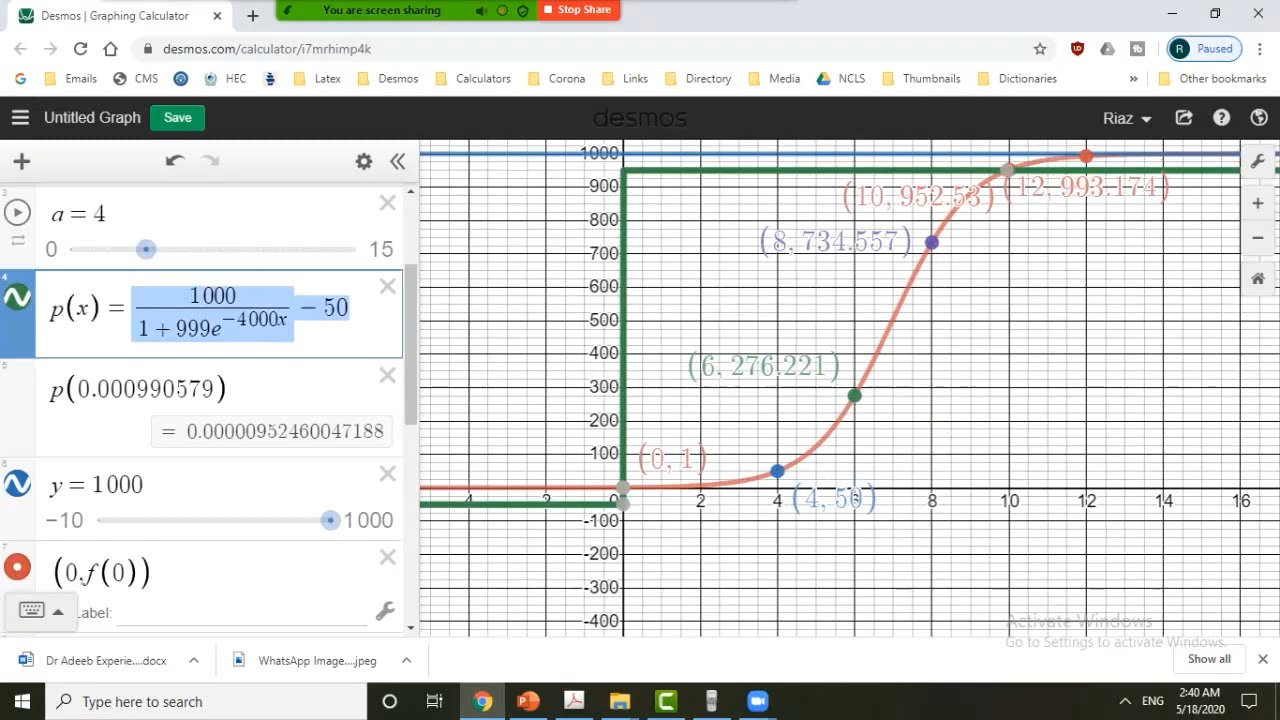 Desmos | Graphing Calculator
You are screen sharing
Stop Share
desmos.com/calculator/i7mrhimp4k
R Paused
G Emails CMS HEC Latex Desmos Calculators Corona Links Directory Media NCLS Thumbnails Dictionaries » Other bookmarks
Untitled Graph Save desmos Riaz
3
a = 4
0 15
4
p(x) = 1000 / (1 + 999e^{-4000x}) − 50
5
p(0.000990579)
= 0.00000952460047188
6
y = 1000
−10 1000
7
(0, f(0))
Label:
1000
900
800
700
600
500
400
300
200
100
0
-100
-200
-300
-400
2 4 6 8 10 12 14 16
(10, 952.53)
(12, 993.174)
(8, 734.557)
(6, 276.221)
(0, 1)
(4, 50)
Activate Windows
Go to Settings to activate Windows.
Dr Adeeb Experie....docx
WhatsApp Image....jpeg
Show all
Type here to search
ENG
2:40 AM
5/18/2020